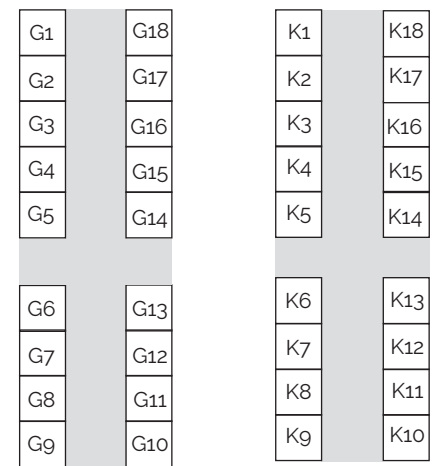 G1 G18 K1 K18
G2 G17 K2 K17
G3 G16 K3 K16
G4 G15 K4 K15
G5 G14 K5 K14
G6 G13 K6 K13
G7 G12 K7 K12
G8 G11 K8 K11
G9 G10 K9 K10